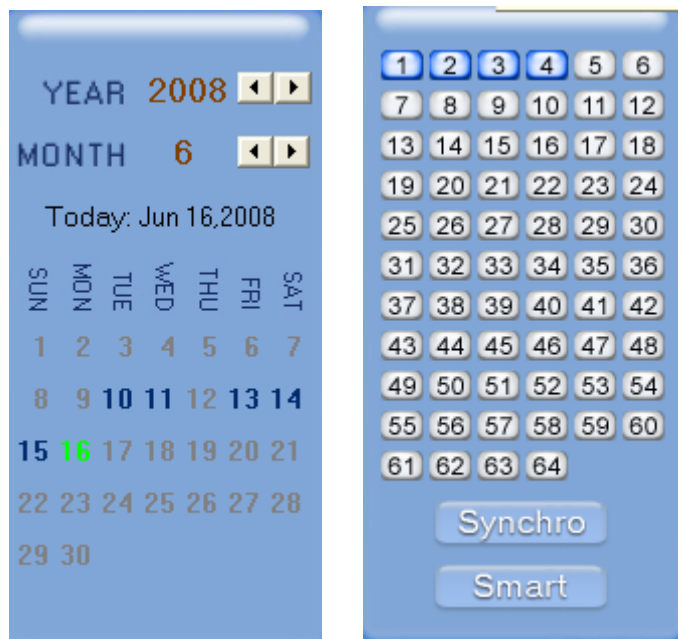 YEAR 2008
MONTH 6
Today: Jun 16,2008
SUN MON TUE WED THU FRI SAT
1 2 3 4 5 6 7
8 9 10 11 12 13 14
15 16 17 18 19 20 21
22 23 24 25 26 27 28
29 30
1 2 3 4 5 6
7 8 9 10 11 12
13 14 15 16 17 18
19 20 21 22 23 24
25 26 27 28 29 30
31 32 33 34 35 36
37 38 39 40 41 42
43 44 45 46 47 48
49 50 51 52 53 54
55 56 57 58 59 60
61 62 63 64
Synchro
Smart